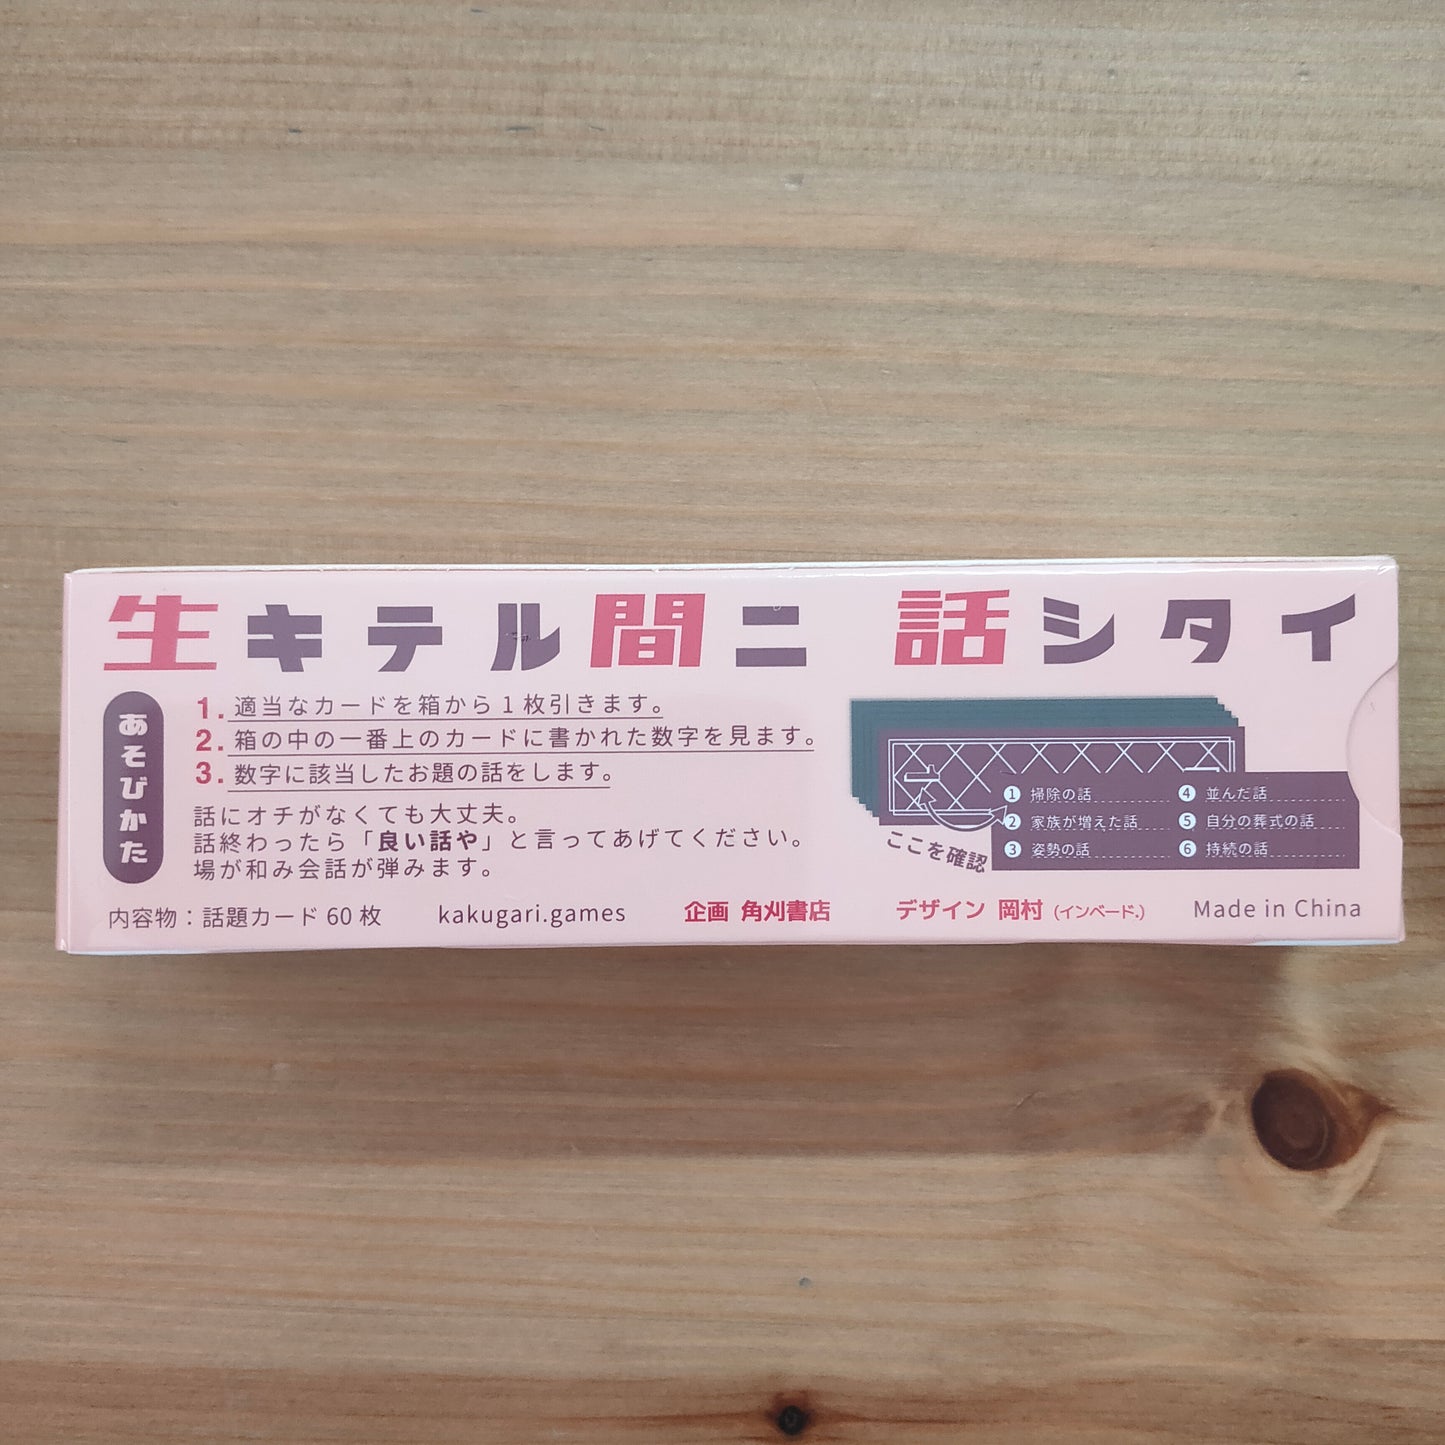 生キテル間ニ 話シタイ
あそびかた
1. 適当なカードを箱から1枚引きます。
2. 箱の中の一番上のカードに書かれた数字を見ます。
3. 数字に該当したお題の話をします。
話にオチがなくても大丈夫。
話終わったら「良い話や」と言ってあげてください。
場が和み会話が弾みます。
ここを確認
1 掃除の話
2 家族が増えた話
3 姿勢の話
4 並んだ話
5 自分の葬式の話
6 持続の話
内容物：話題カード 60 枚 kakugari.games 企画 角刈書店 デザイン 岡村 (インベード.) Made in China